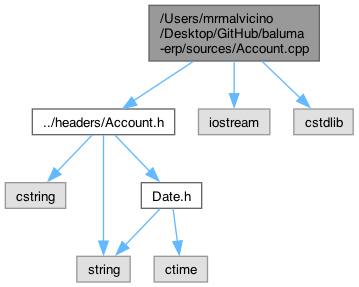 /Users/mrmalvicino
/Desktop/GitHub/baluma
-erp/sources/Account.cpp
../headers/Account.h
iostream
cstdlib
cstring
Date.h
string
ctime